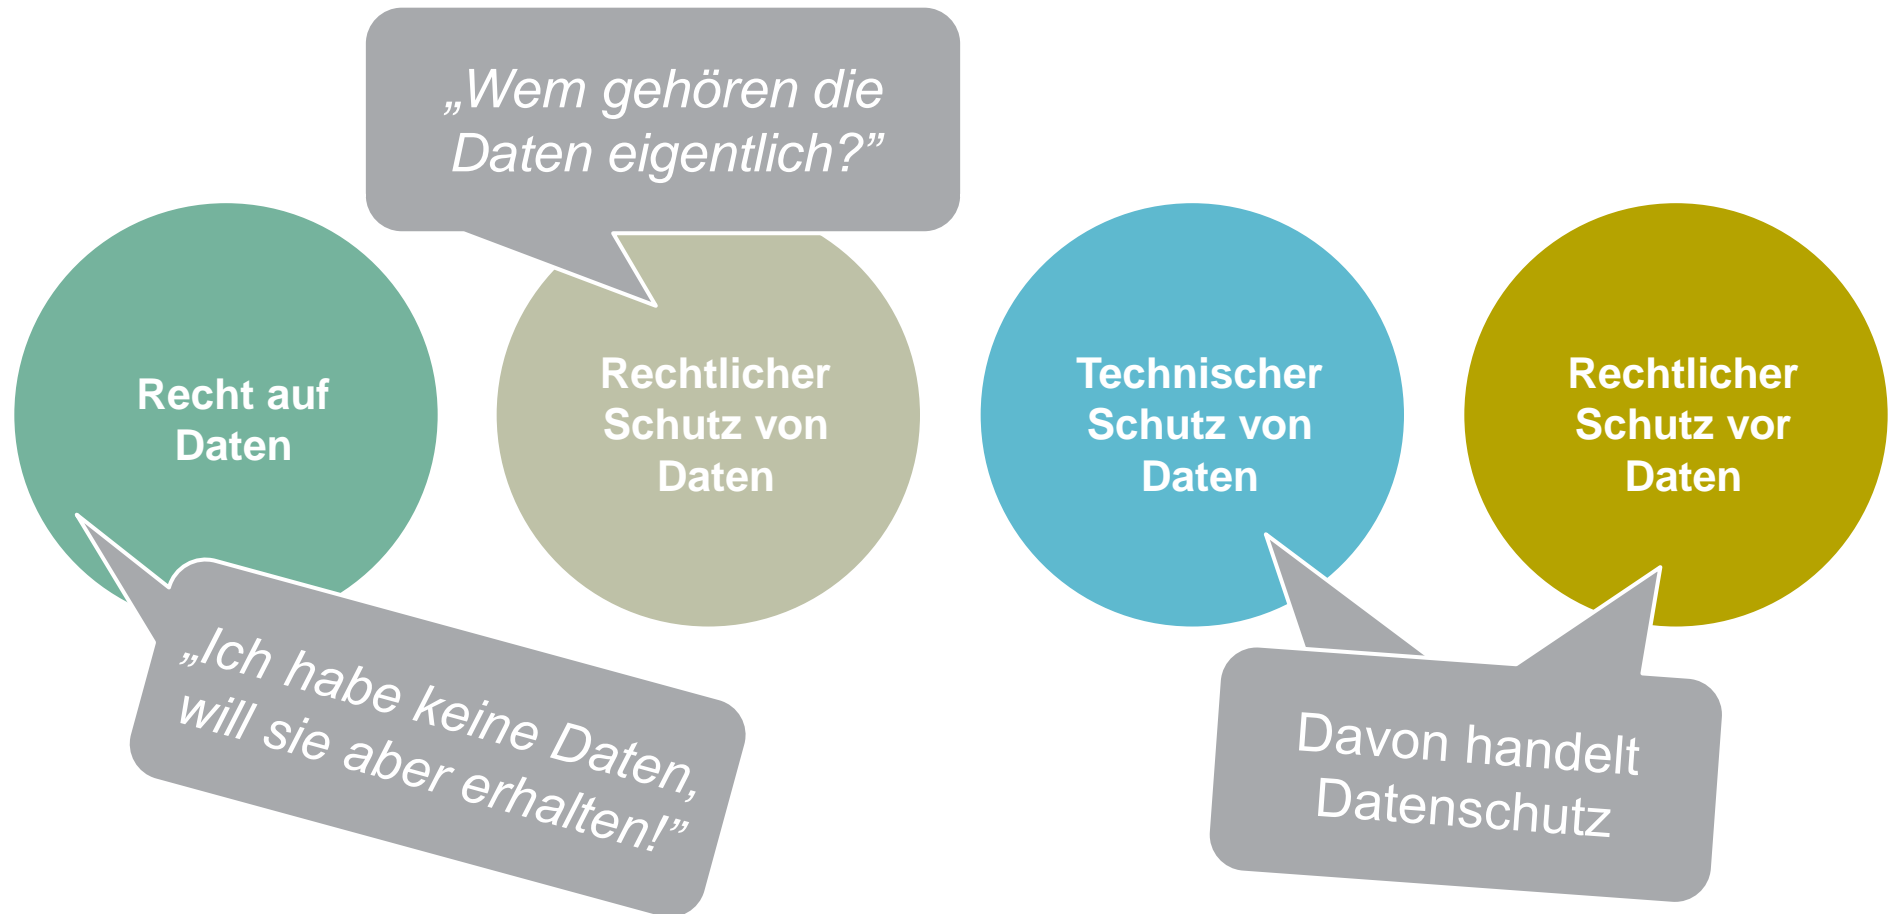 „Wem gehören die
Daten eigentlich?”
Recht auf
Daten
Rechtlicher
Schutz von
Daten
Technischer
Schutz von
Daten
Rechtlicher
Schutz vor
Daten
„Ich habe keine Daten,
will sie aber erhalten!”
Davon handelt
Datenschutz